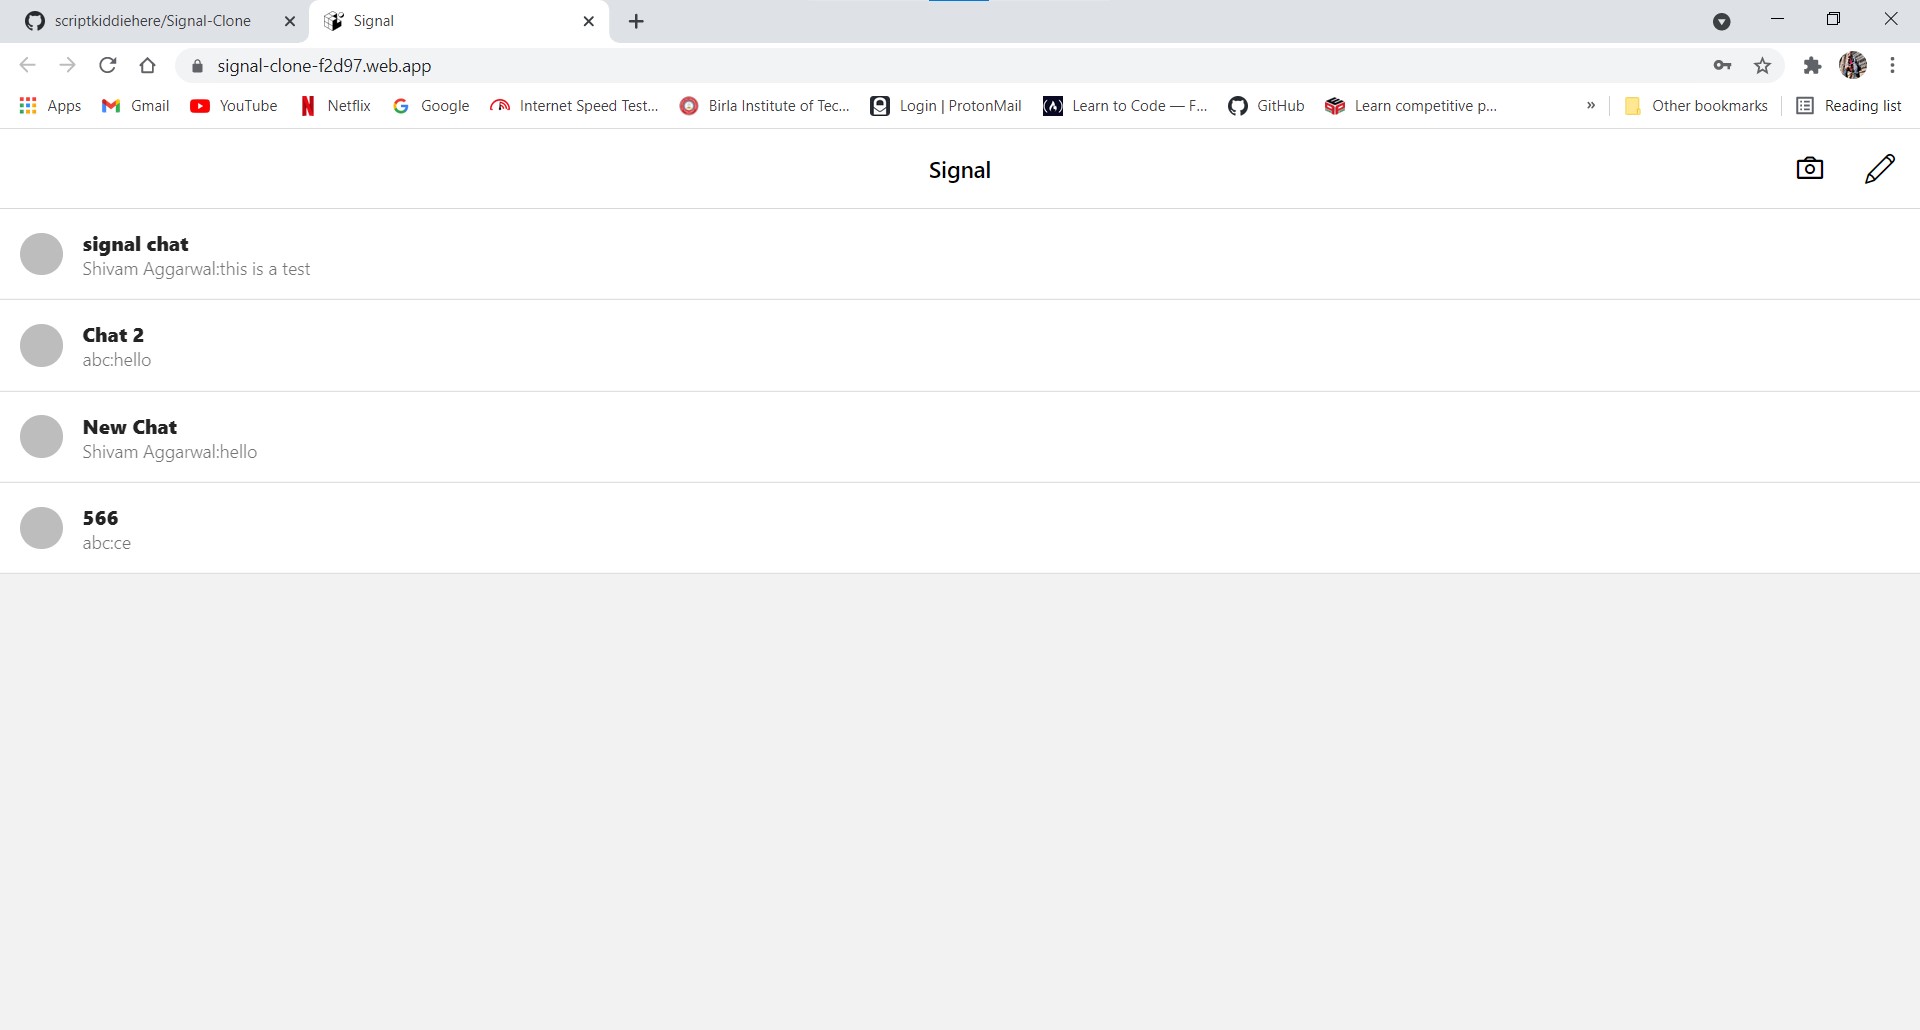 scriptkiddiehere/Signal-Clone
Signal
signal-clone-f2d97.web.app
Apps
Gmail
YouTube
Netflix
Google
Internet Speed Test...
Birla Institute of Tec...
Login | ProtonMail
Learn to Code — F...
GitHub
Learn competitive p...
»
Other bookmarks
Reading list
Signal
signal chat
Shivam Aggarwal:this is a test
Chat 2
abc:hello
New Chat
Shivam Aggarwal:hello
566
abc:ce